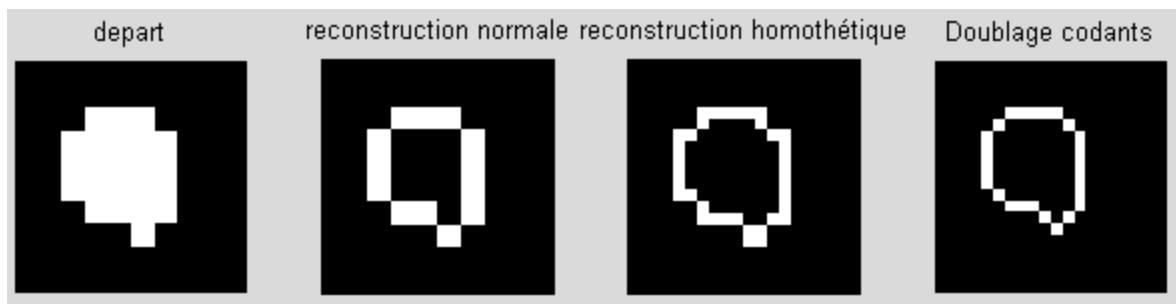 depart
reconstruction normale
reconstruction homothétique
Doublage codants